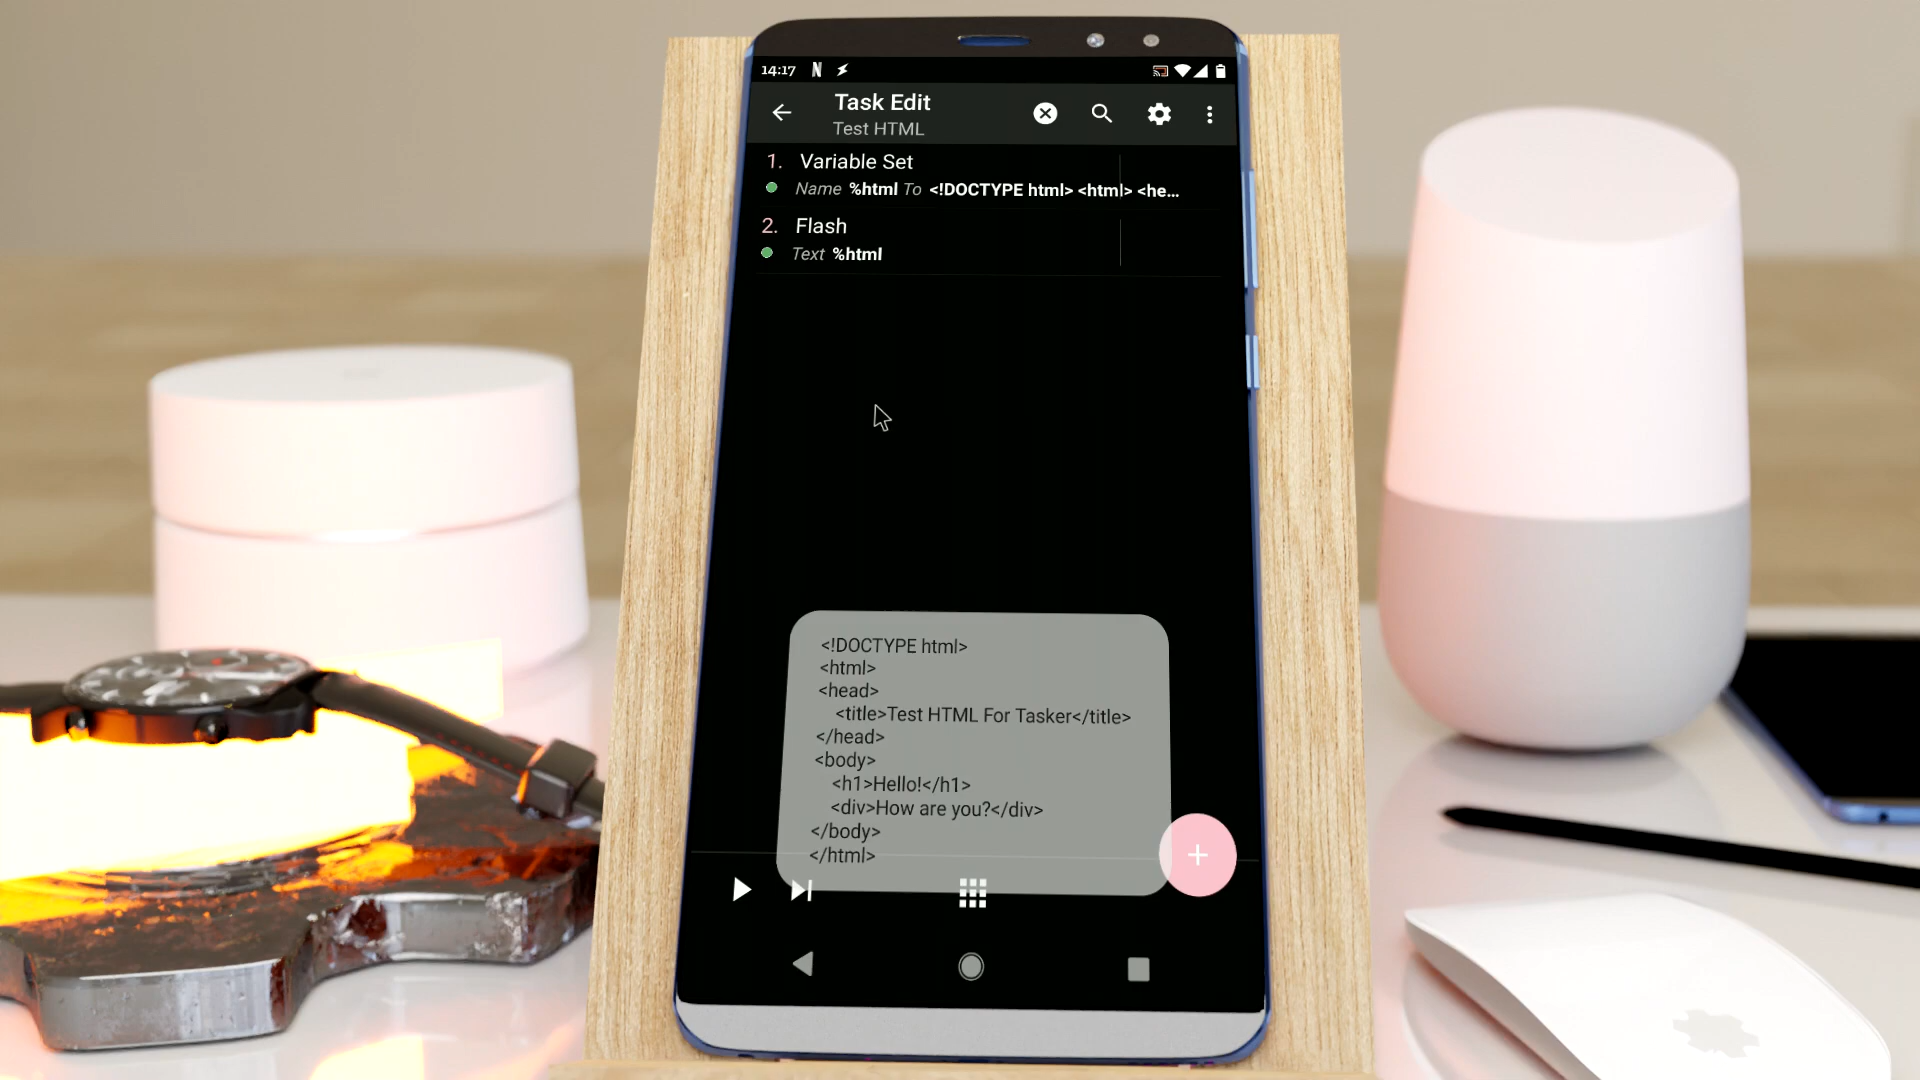 14:17
Task Edit
Test HTML
1. Variable Set
Name %html To <!DOCTYPE html> <html> <he...
2. Flash
Text %html
<!DOCTYPE html>
<html>
<head>
<title>Test HTML For Tasker</title>
</head>
<body>
<h1>Hello!</h1>
<div>How are you?</div>
</body>
</html>